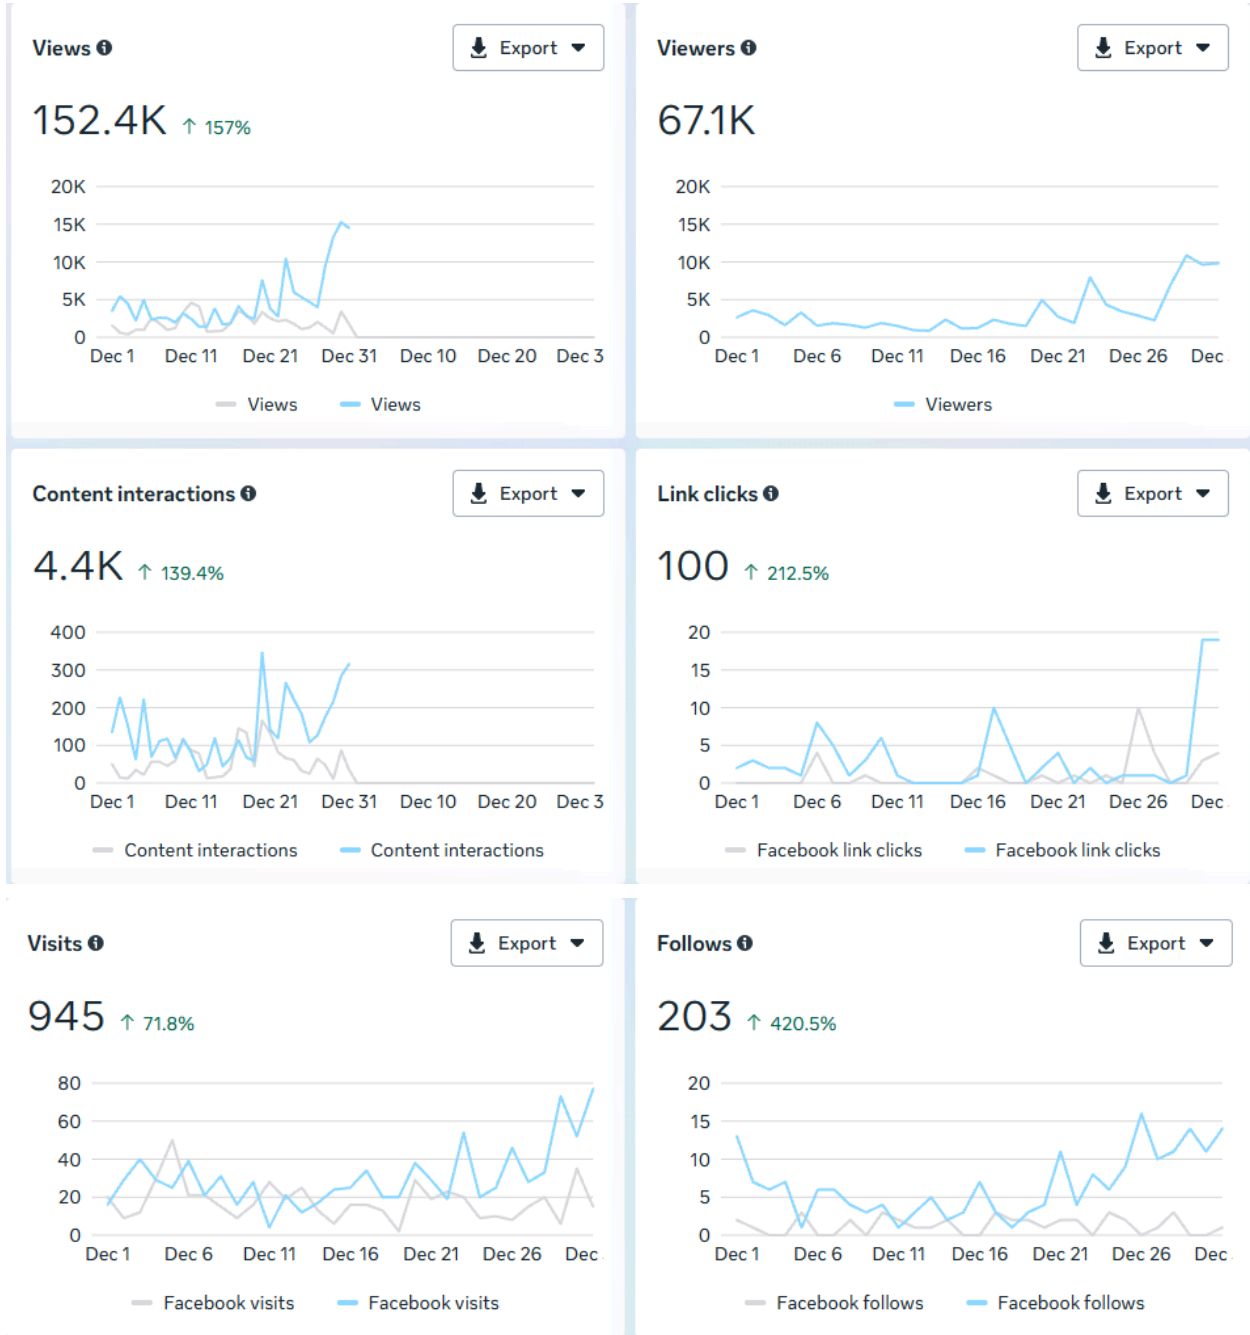 Views
Export
152.4K ↑ 157%
20K
15K
10K
5K
0
Dec 1 Dec 11 Dec 21 Dec 31 Dec 10 Dec 20 Dec 3
Views Views
Viewers
Export
67.1K
20K
15K
10K
5K
0
Dec 1 Dec 6 Dec 11 Dec 16 Dec 21 Dec 26 Dec
Viewers
Content interactions
Export
4.4K ↑ 139.4%
400
300
200
100
0
Dec 1 Dec 11 Dec 21 Dec 31 Dec 10 Dec 20 Dec 3
Content interactions Content interactions
Link clicks
Export
100 ↑ 212.5%
20
15
10
5
0
Dec 1 Dec 6 Dec 11 Dec 16 Dec 21 Dec 26 Dec
Facebook link clicks Facebook link clicks
Visits
Export
945 ↑ 71.8%
80
60
40
20
0
Dec 1 Dec 6 Dec 11 Dec 16 Dec 21 Dec 26 Dec
Facebook visits Facebook visits
Follows
Export
203 ↑ 420.5%
20
15
10
5
0
Dec 1 Dec 6 Dec 11 Dec 16 Dec 21 Dec 26 Dec
Facebook follows Facebook follows